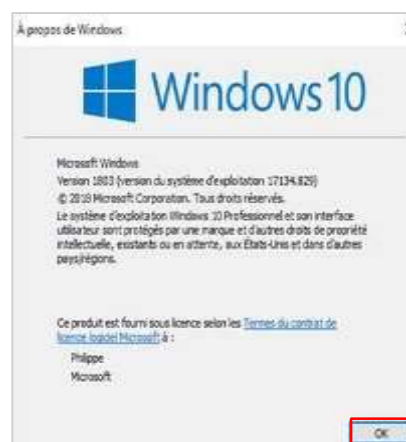 À propos de Windows
Windows 10
Microsoft Windows
Version 1803 (version du système d'exploitation 17134.829)
© 2018 Microsoft Corporation. Tous droits réservés.
Le système d'exploitation Windows 10 Professionnel et son interface
utilisateur sont protégés par une marque et d'autres droits de propriété
intellectuelle, existants ou en attente, aux États-Unis et dans d'autres
pays/régions.
Ce produit est fourni sous licence selon les Termes du contrat de
licence logiciel Microsoft à :
Philippe
Microsoft
OK